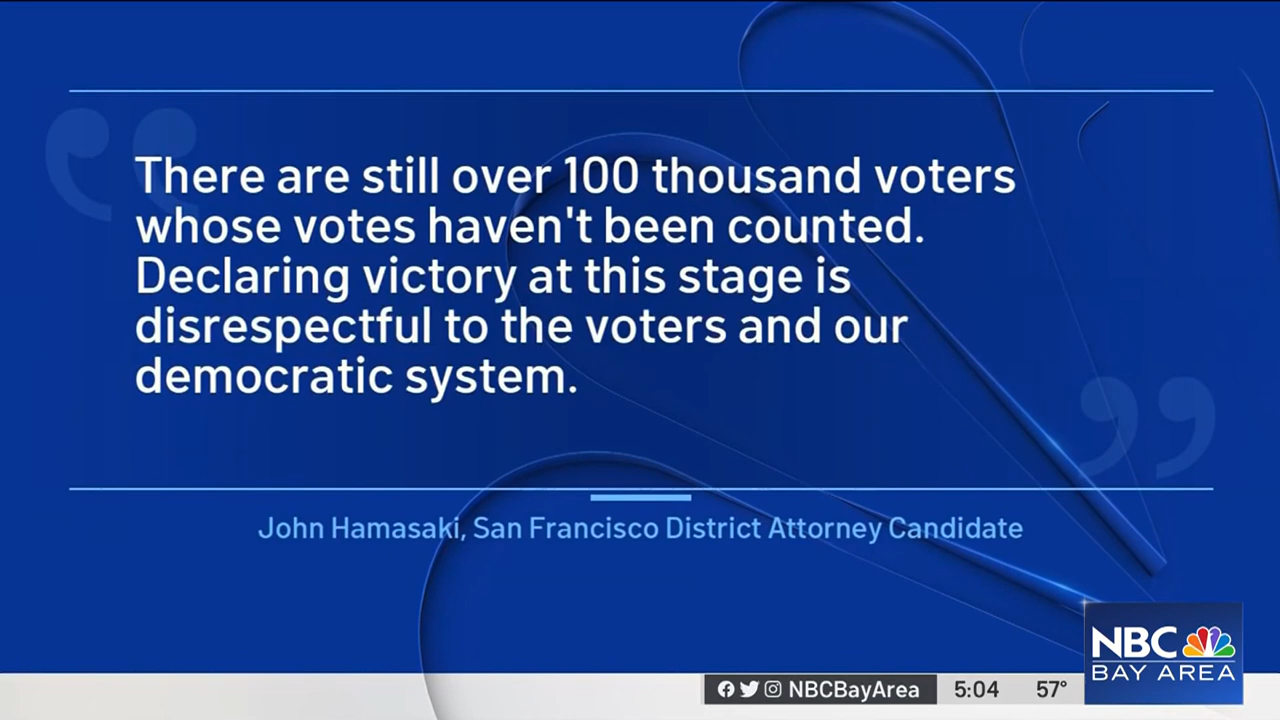 There are still over 100 thousand voters
whose votes haven't been counted.
Declaring victory at this stage is
disrespectful to the voters and our
democratic system.
John Hamasaki, San Francisco District Attorney Candidate
NBC
BAY AREA
NBCBayArea 5:04 57°